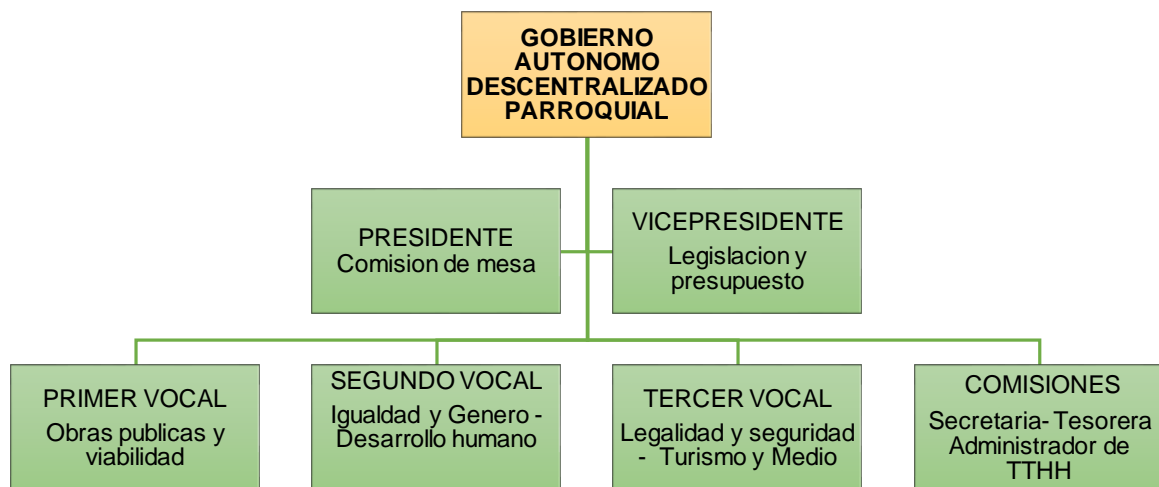 GOBIERNO
AUTONOMO
DESCENTRALIZADO
PARROQUIAL
PRESIDENTE
Comision de mesa
VICEPRESIDENTE
Legislacion y
presupuesto
PRIMER VOCAL
Obras publicas y
viabilidad
SEGUNDO VOCAL
Igualdad y Genero -
Desarrollo humano
TERCER VOCAL
Legalidad y seguridad
- Turismo y Medio
COMISIONES
Secretaria- Tesorera
Administrador de
TTHH